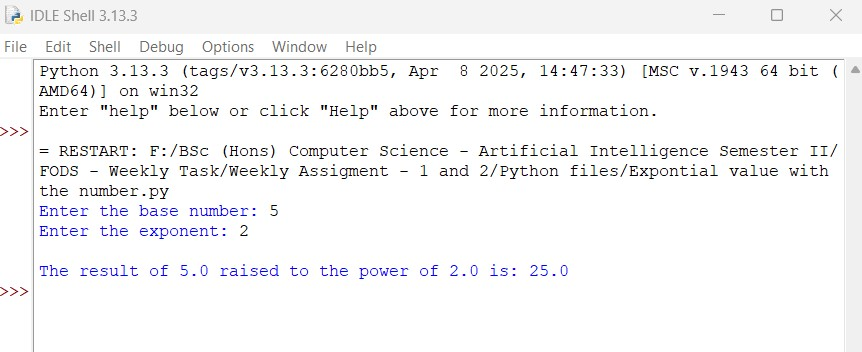 IDLE Shell 3.13.3
File Edit Shell Debug Options Window Help
Python 3.13.3 (tags/v3.13.3:6280bb5, Apr  8 2025, 14:47:33) [MSC v.1943 64 bit (
AMD64)] on win32
Enter "help" below or click "Help" above for more information.
>>>
= RESTART: F:/BSc (Hons) Computer Science - Artificial Intelligence Semester II/
FODS - Weekly Task/Weekly Assigment - 1 and 2/Python files/Expontial value with
the number.py
Enter the base number: 5
Enter the exponent: 2
The result of 5.0 raised to the power of 2.0 is: 25.0
>>>